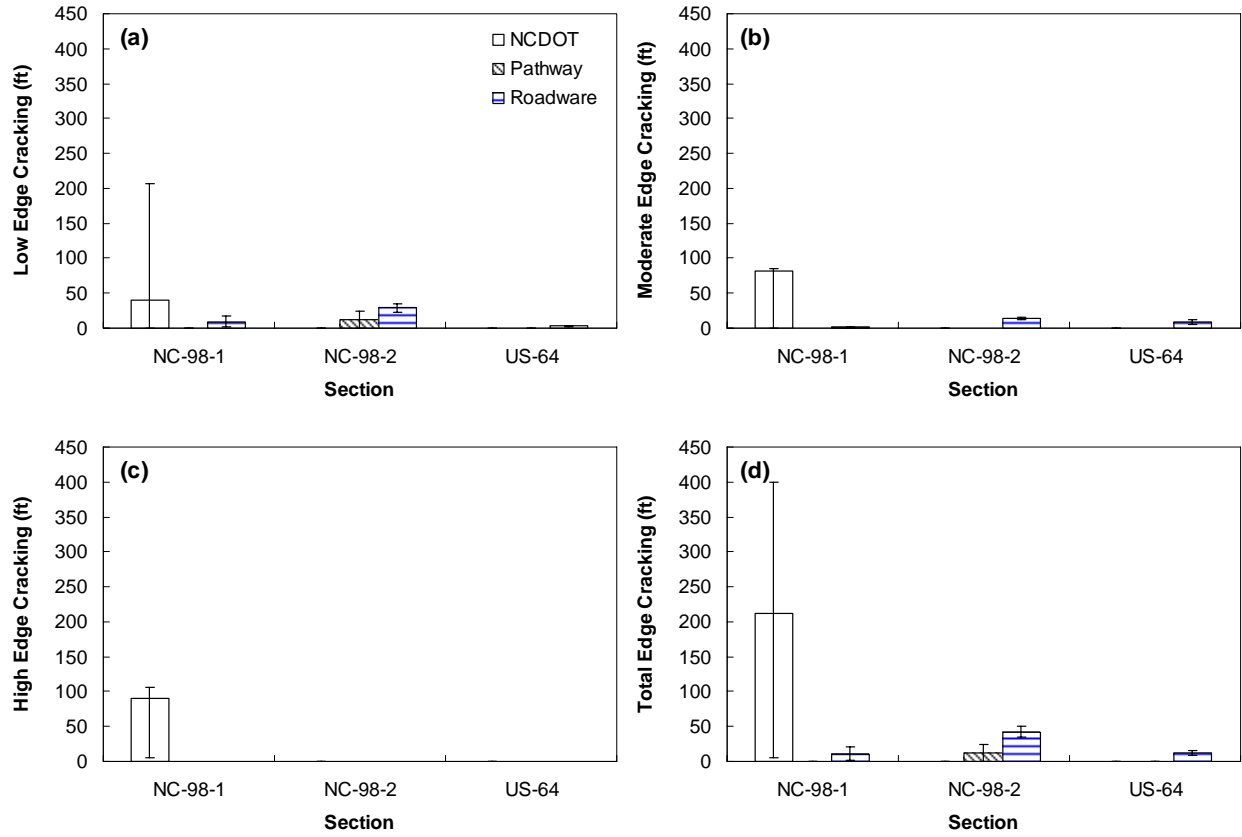 (a)
Low Edge Cracking (ft)
450
400
350
300
250
200
150
100
50
0
NCDOT
Pathway
Roadware
NC-98-1 NC-98-2 US-64
Section
(b)
Moderate Edge Cracking (ft)
450
400
350
300
250
200
150
100
50
0
NC-98-1 NC-98-2 US-64
Section
(c)
High Edge Cracking (ft)
450
400
350
300
250
200
150
100
50
0
NC-98-1 NC-98-2 US-64
Section
(d)
Total Edge Cracking (ft)
450
400
350
300
250
200
150
100
50
0
NC-98-1 NC-98-2 US-64
Section